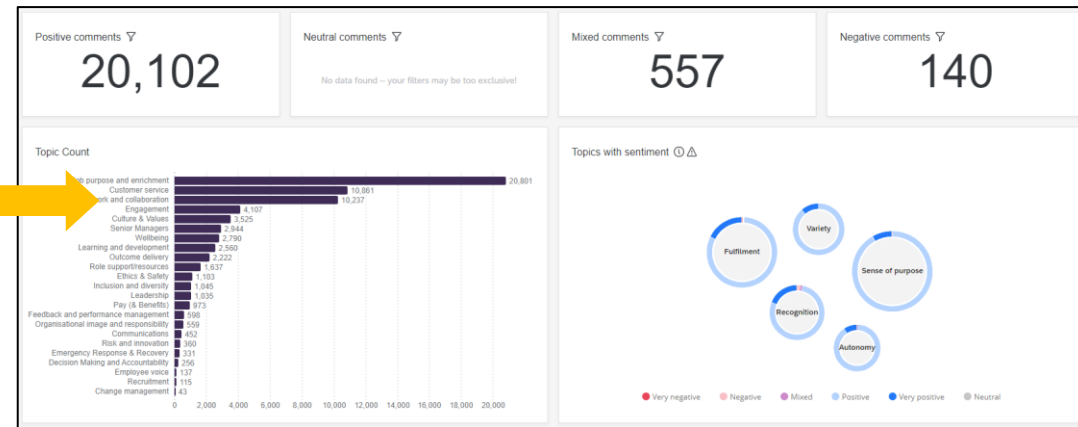 Positive comments
20,102
Neutral comments
No data found – your filters may be too exclusive!
Mixed comments
557
Negative comments
140
Topic Count
purpose and enrichment 20,801
Customer service 10,861
and collaboration 10,237
Engagement 4,107
Culture & Values 3,525
Senior Managers 2,944
Wellbeing 2,790
Learning and development 2,560
Outcome delivery 2,222
Role support/resources 1,637
Ethics & Safety 1,103
Inclusion and diversity 1,045
Leadership 1,035
Pay (& Benefits) 973
Feedback and performance management 598
Organisational image and responsibility 559
Communications 452
Risk and innovation 360
Emergency Response & Recovery 331
Decision Making and Accountability 256
Employee voice 137
Recruitment 115
Change management 43
0 2,000 4,000 6,000 8,000 10,000 12,000 14,000 16,000 18,000 20,000
Topics with sentiment
Variety
Fulfilment
Sense of purpose
Recognition
Autonomy
Very negative Negative Mixed Positive Very positive Neutral